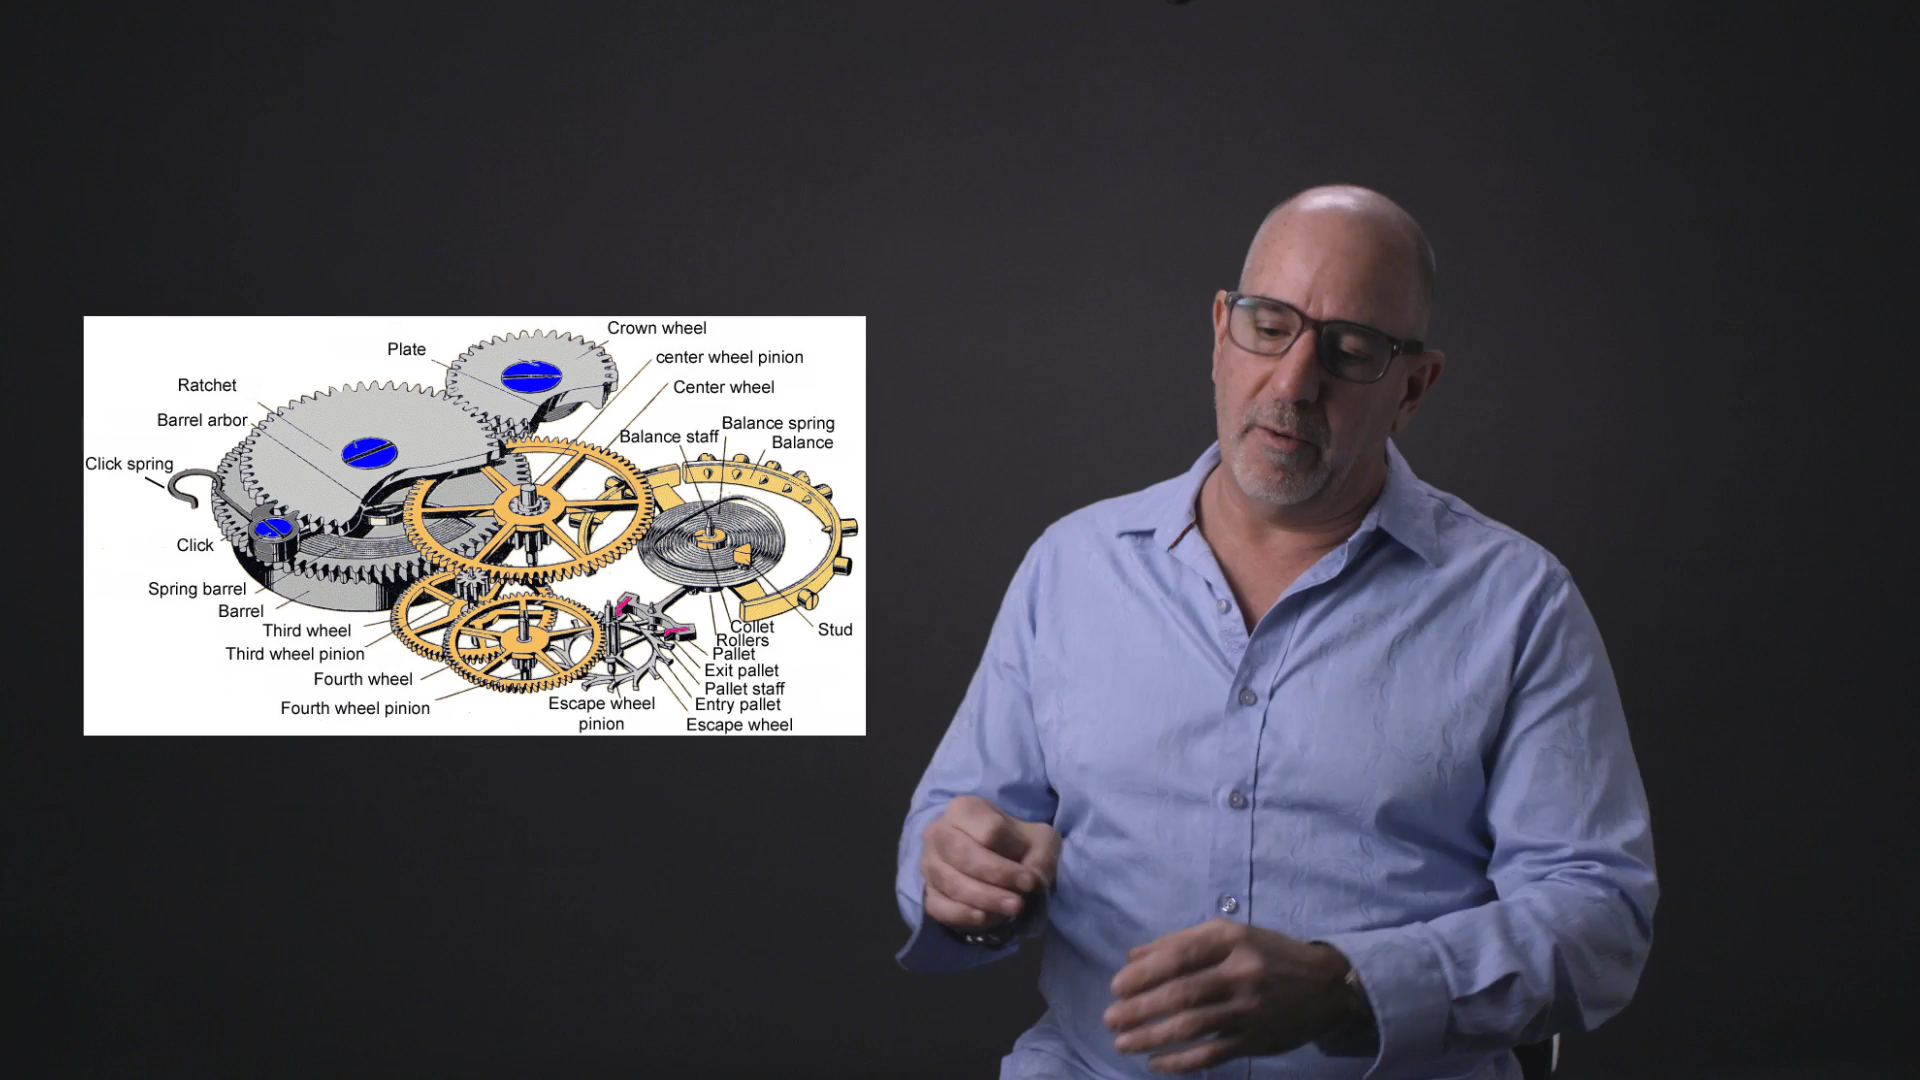 Crown wheel
Plate
center wheel pinion
Ratchet
Center wheel
Barrel arbor
Balance spring
Balance staff
Balance
Click spring
Click
Spring barrel
Barrel
Third wheel
Collet
Stud
Rollers
Third wheel pinion
Pallet
Exit pallet
Fourth wheel
Pallet staff
Fourth wheel pinion
Escape wheel
pinion
Entry pallet
Escape wheel